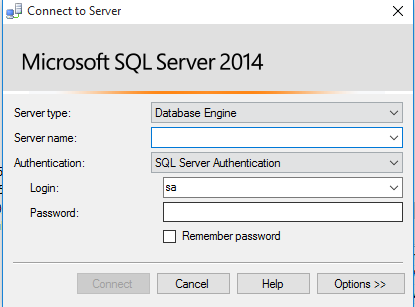 Connect to Server
Microsoft SQL Server 2014
Server type: Database Engine
Server name:
Authentication: SQL Server Authentication
Login: sa
Password:
Remember password
Connect Cancel Help Options >>